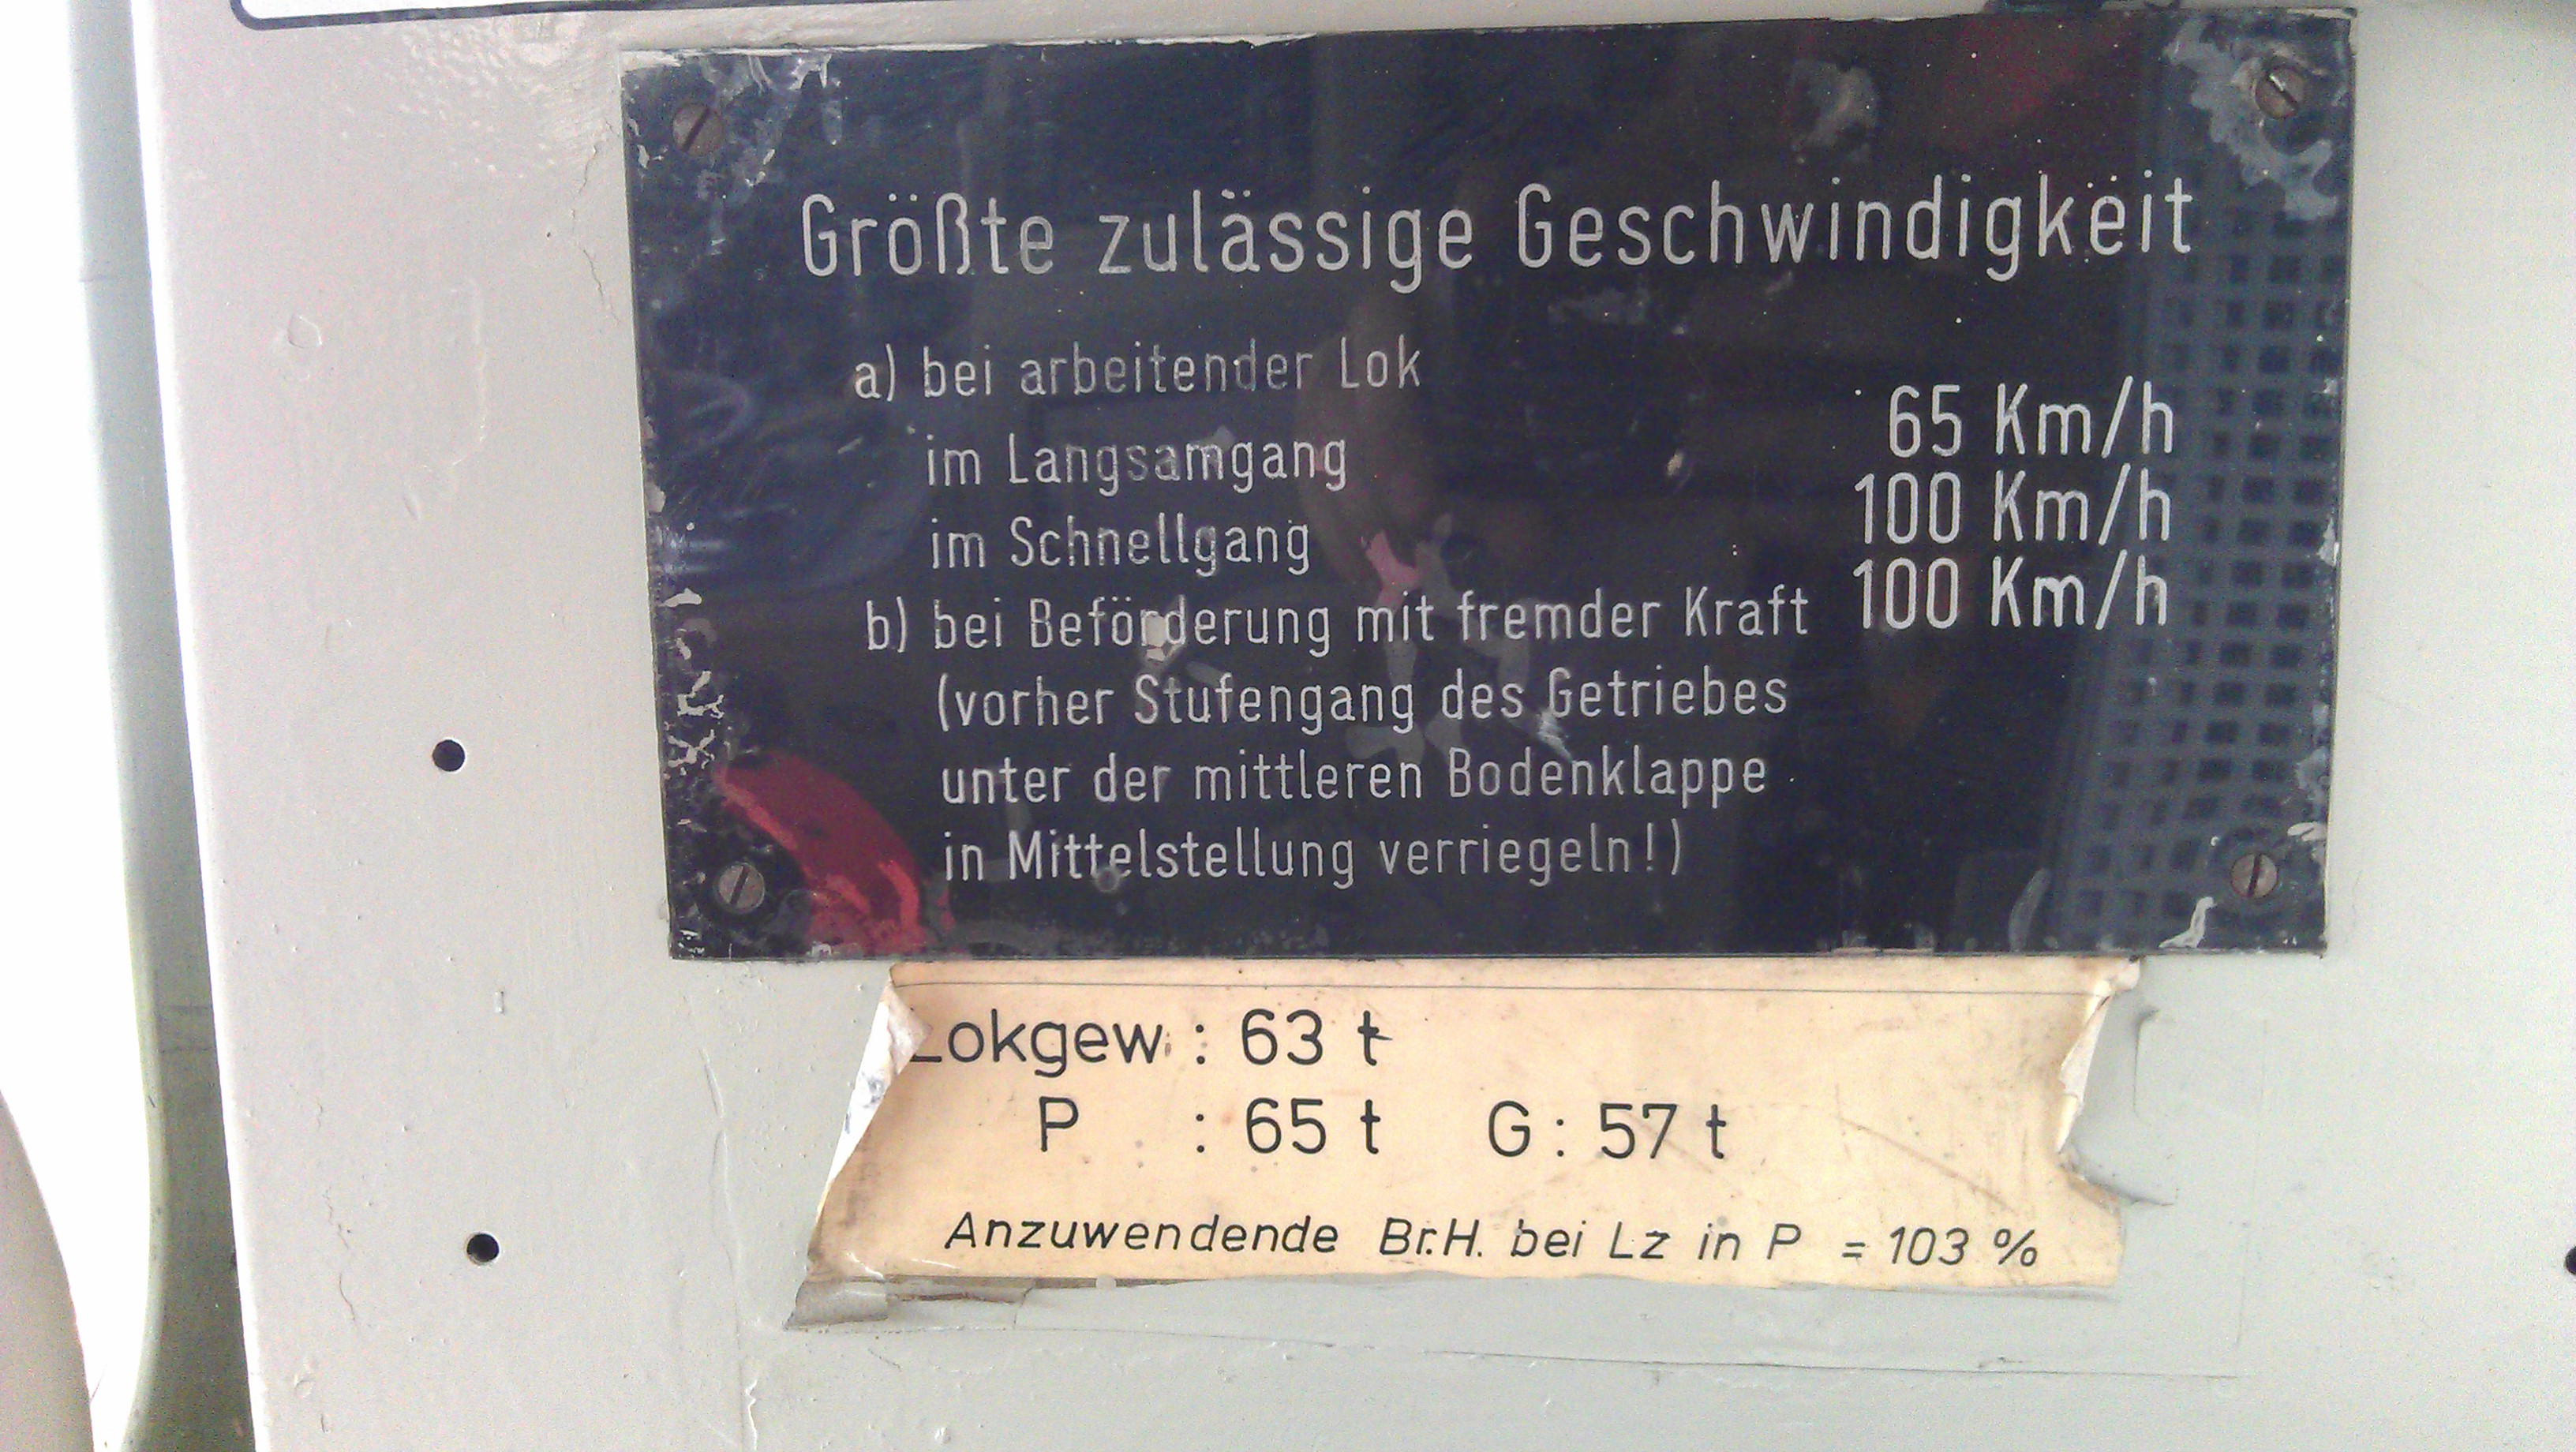 Größte zulässige Geschwindigkeit
a) bei arbeitender Lok
im Langsamgang 65 Km/h
im Schnellgang 100 Km/h
b) bei Beförderung mit fremder Kraft 100 Km/h
(vorher Stufengang des Getriebes
unter der mittleren Bodenklappe
in Mittelstellung verriegeln!)
Lokgew. : 63 t
P : 65 t G : 57 t
Anzuwendende Br.H. bei Lz in P = 103 %